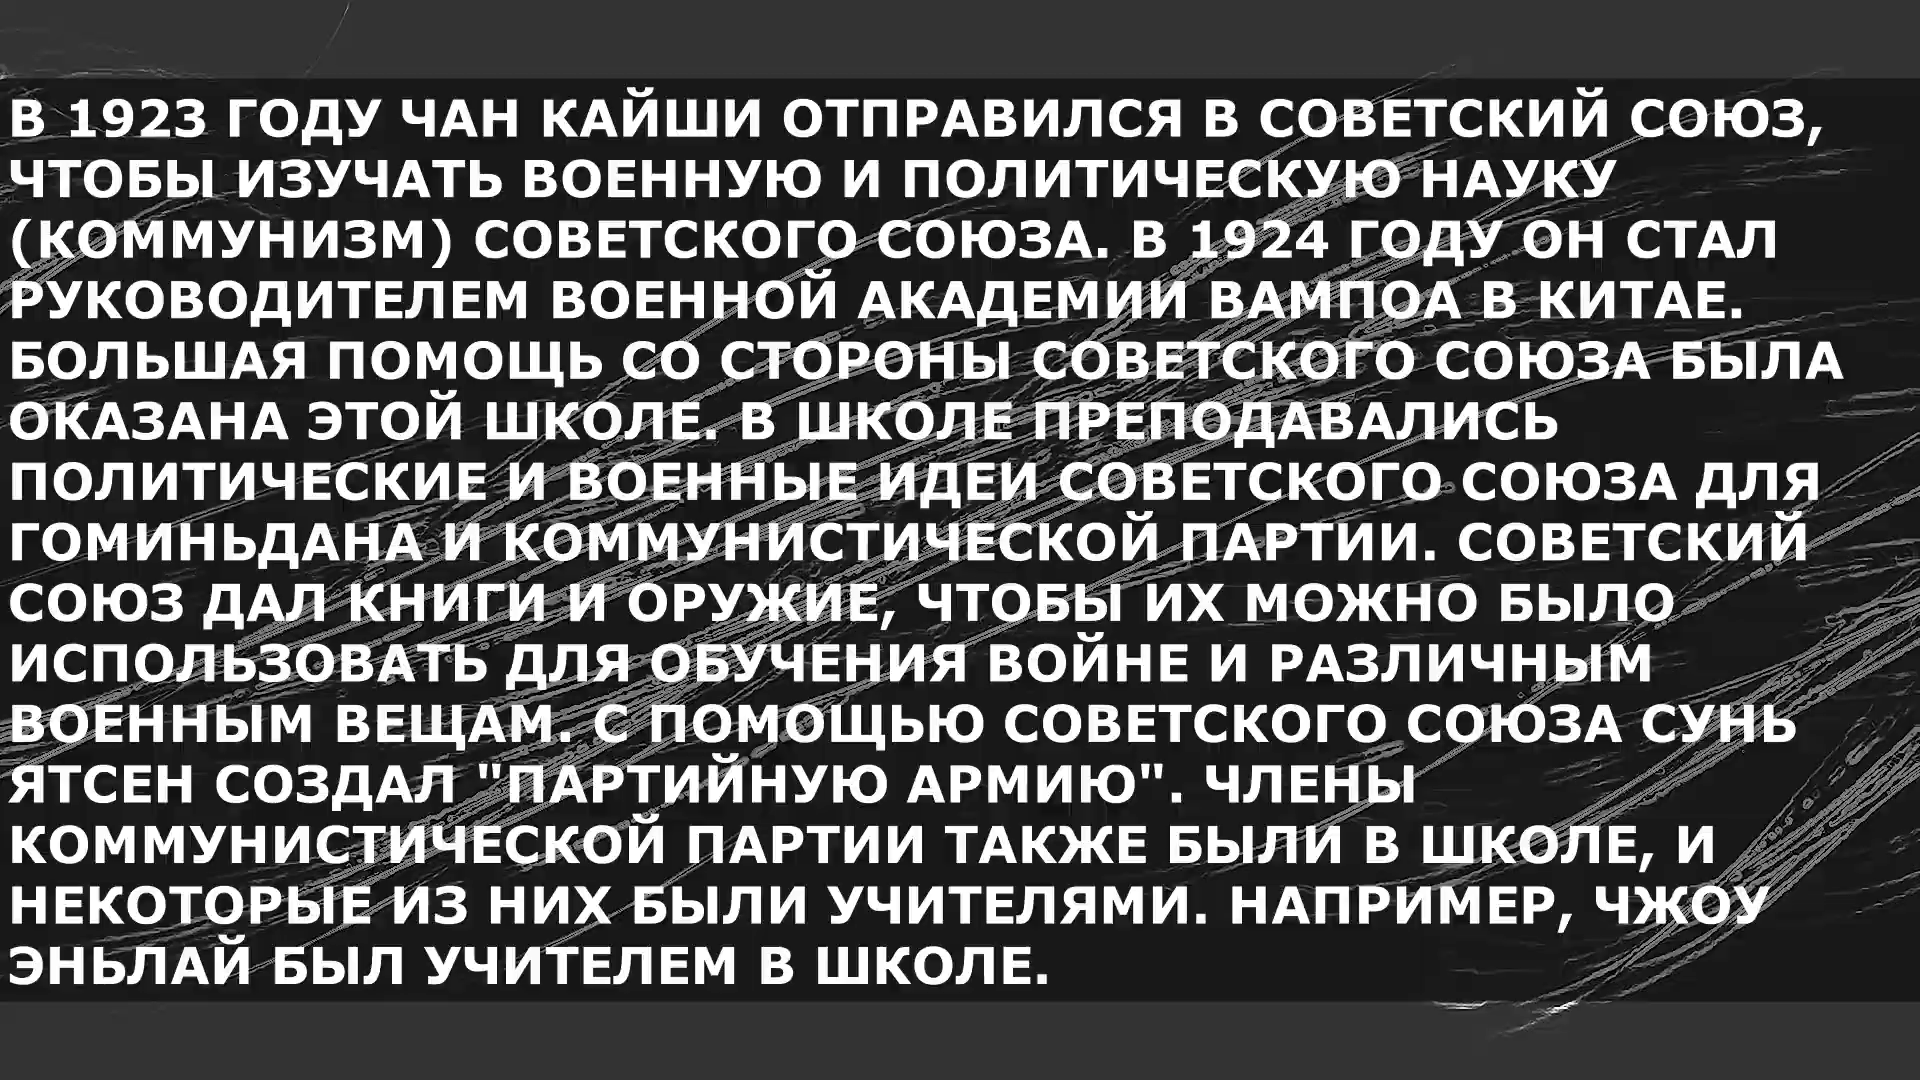 В 1923 ГОДУ ЧАН КАЙШИ ОТПРАВИЛСЯ В СОВЕТСКИЙ СОЮЗ,
ЧТОБЫ ИЗУЧАТЬ ВОЕННУЮ И ПОЛИТИЧЕСКУЮ НАУКУ
(КОММУНИЗМ) СОВЕТСКОГО СОЮЗА. В 1924 ГОДУ ОН СТАЛ
РУКОВОДИТЕЛЕМ ВОЕННОЙ АКАДЕМИИ ВАМПОА В КИТАЕ.
БОЛЬШАЯ ПОМОЩЬ СО СТОРОНЫ СОВЕТСКОГО СОЮЗА БЫЛА
ОКАЗАНА ЭТОЙ ШКОЛЕ. В ШКОЛЕ ПРЕПОДАВАЛИСЬ
ПОЛИТИЧЕСКИЕ И ВОЕННЫЕ ИДЕИ СОВЕТСКОГО СОЮЗА ДЛЯ
ГОМИНЬДАНА И КОММУНИСТИЧЕСКОЙ ПАРТИИ. СОВЕТСКИЙ
СОЮЗ ДАЛ КНИГИ И ОРУЖИЕ, ЧТОБЫ ИХ МОЖНО БЫЛО
ИСПОЛЬЗОВАТЬ ДЛЯ ОБУЧЕНИЯ ВОЙНЕ И РАЗЛИЧНЫМ
ВОЕННЫМ ВЕЩАМ. С ПОМОЩЬЮ СОВЕТСКОГО СОЮЗА СУНЬ
ЯТСЕН СОЗДАЛ "ПАРТИЙНУЮ АРМИЮ". ЧЛЕНЫ
КОММУНИСТИЧЕСКОЙ ПАРТИИ ТАКЖЕ БЫЛИ В ШКОЛЕ, И
НЕКОТОРЫЕ ИЗ НИХ БЫЛИ УЧИТЕЛЯМИ. НАПРИМЕР, ЧЖОУ
ЭНЬЛАЙ БЫЛ УЧИТЕЛЕМ В ШКОЛЕ.